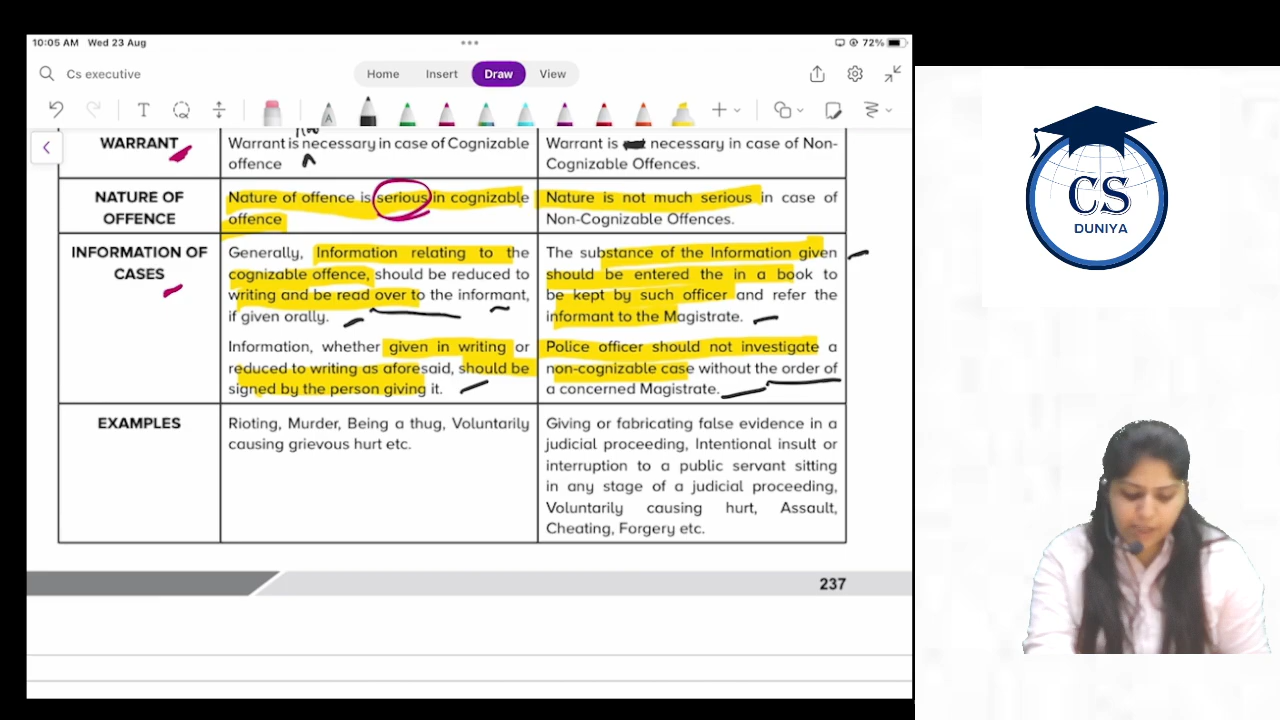 10:05 AM Wed 23 Aug
72%
Cs executive
Home Insert Draw View
T
A
WARRANT
Warrant is necessary in case of Cognizable
offence
Warrant is necessary in case of Non-
Cognizable Offences.
NATURE OF
OFFENCE
Nature of offence is serious in cognizable
offence
Nature is not much serious in case of
Non-Cognizable Offences.
INFORMATION OF
CASES
Generally, Information relating to the
cognizable offence, should be reduced to
writing and be read over to the informant,
if given orally.
Information, whether given in writing or
reduced to writing as aforesaid, should be
signed by the person giving it.
The substance of the Information given
should be entered the in a book to
be kept by such officer and refer the
informant to the Magistrate.
Police officer should not investigate a
non-cognizable case without the order of
a concerned Magistrate.
EXAMPLES
Rioting, Murder, Being a thug, Voluntarily
causing grievous hurt etc.
Giving or fabricating false evidence in a
judicial proceeding, Intentional insult or
interruption to a public servant sitting
in any stage of a judicial proceeding,
Voluntarily causing hurt, Assault,
Cheating, Forgery etc.
237
CS
DUNIYA